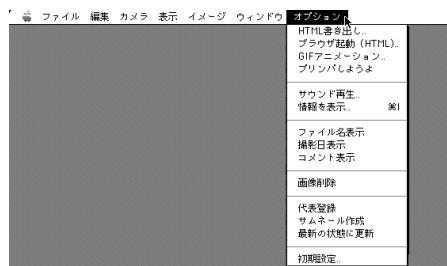 ファイル 編集 カメラ 表示 イメージ ウィンドウ オプション
HTML書き出し..
ブラウザ起動（HTML）..
GIFアニメーション..
プリンパしようよ
サウンド再生..
情報を表示.. ⌘I
ファイル名表示
撮影日表示
コメント表示
画像削除
代表登録
サムネール作成
最新の状態に更新
初期設定..